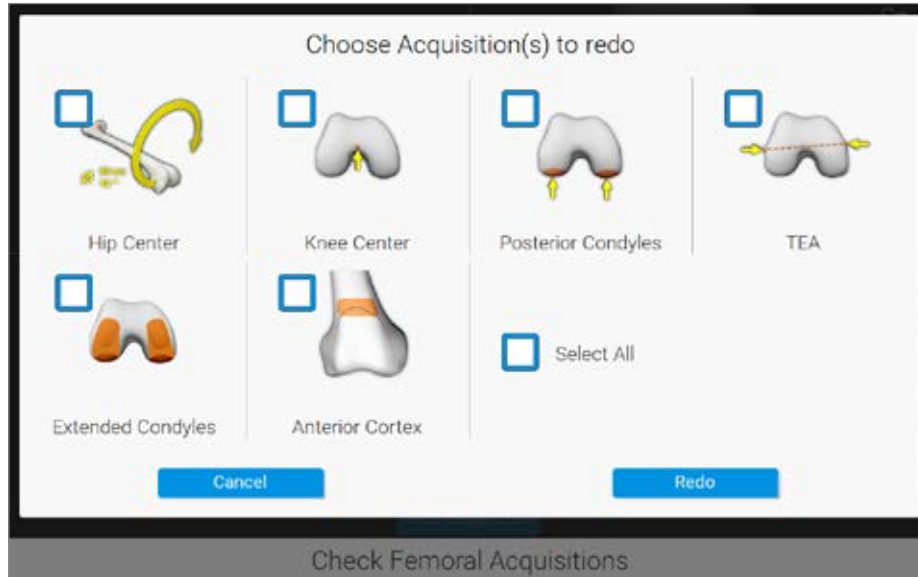 Choose Acquisition(s) to redo
Hip Center
Knee Center
Posterior Condyles
TEA
Extended Condyles
Anterior Cortex
Select All
Cancel
Redo
Check Femoral Acquisitions